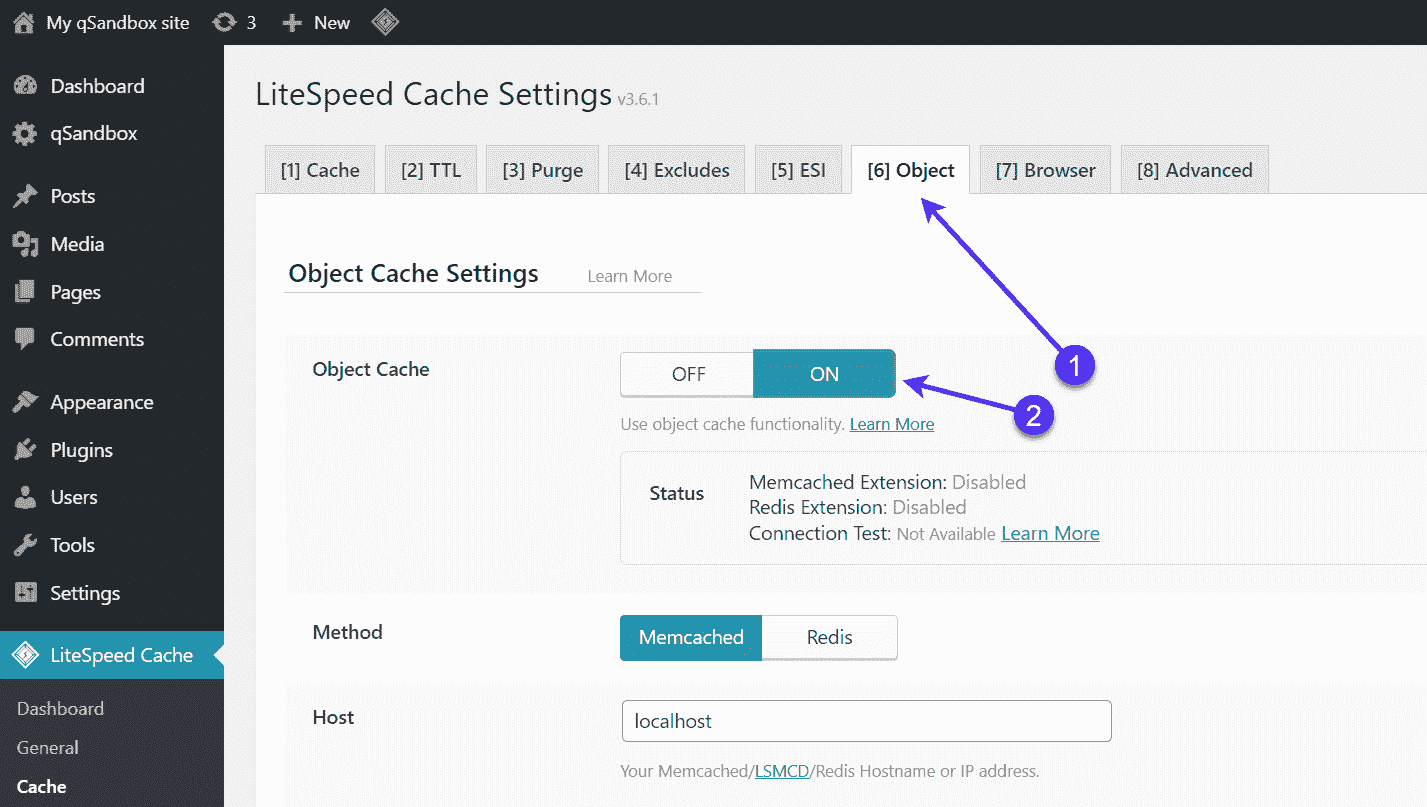 My qSandbox site 3 New
Dashboard
qSandbox
Posts
Media
Pages
Comments
Appearance
Plugins
Users
Tools
Settings
LiteSpeed Cache
Dashboard
General
Cache
LiteSpeed Cache Settings v3.6.1
[1] Cache [2] TTL [3] Purge [4] Excludes [5] ESI [6] Object [7] Browser [8] Advanced
Object Cache Settings Learn More
1
Object Cache OFF ON
2
Use object cache functionality. Learn More
Status
Memcached Extension: Disabled
Redis Extension: Disabled
Connection Test: Not Available Learn More
Method Memcached Redis
Host localhost
Your Memcached/LSMCD/Redis Hostname or IP address.